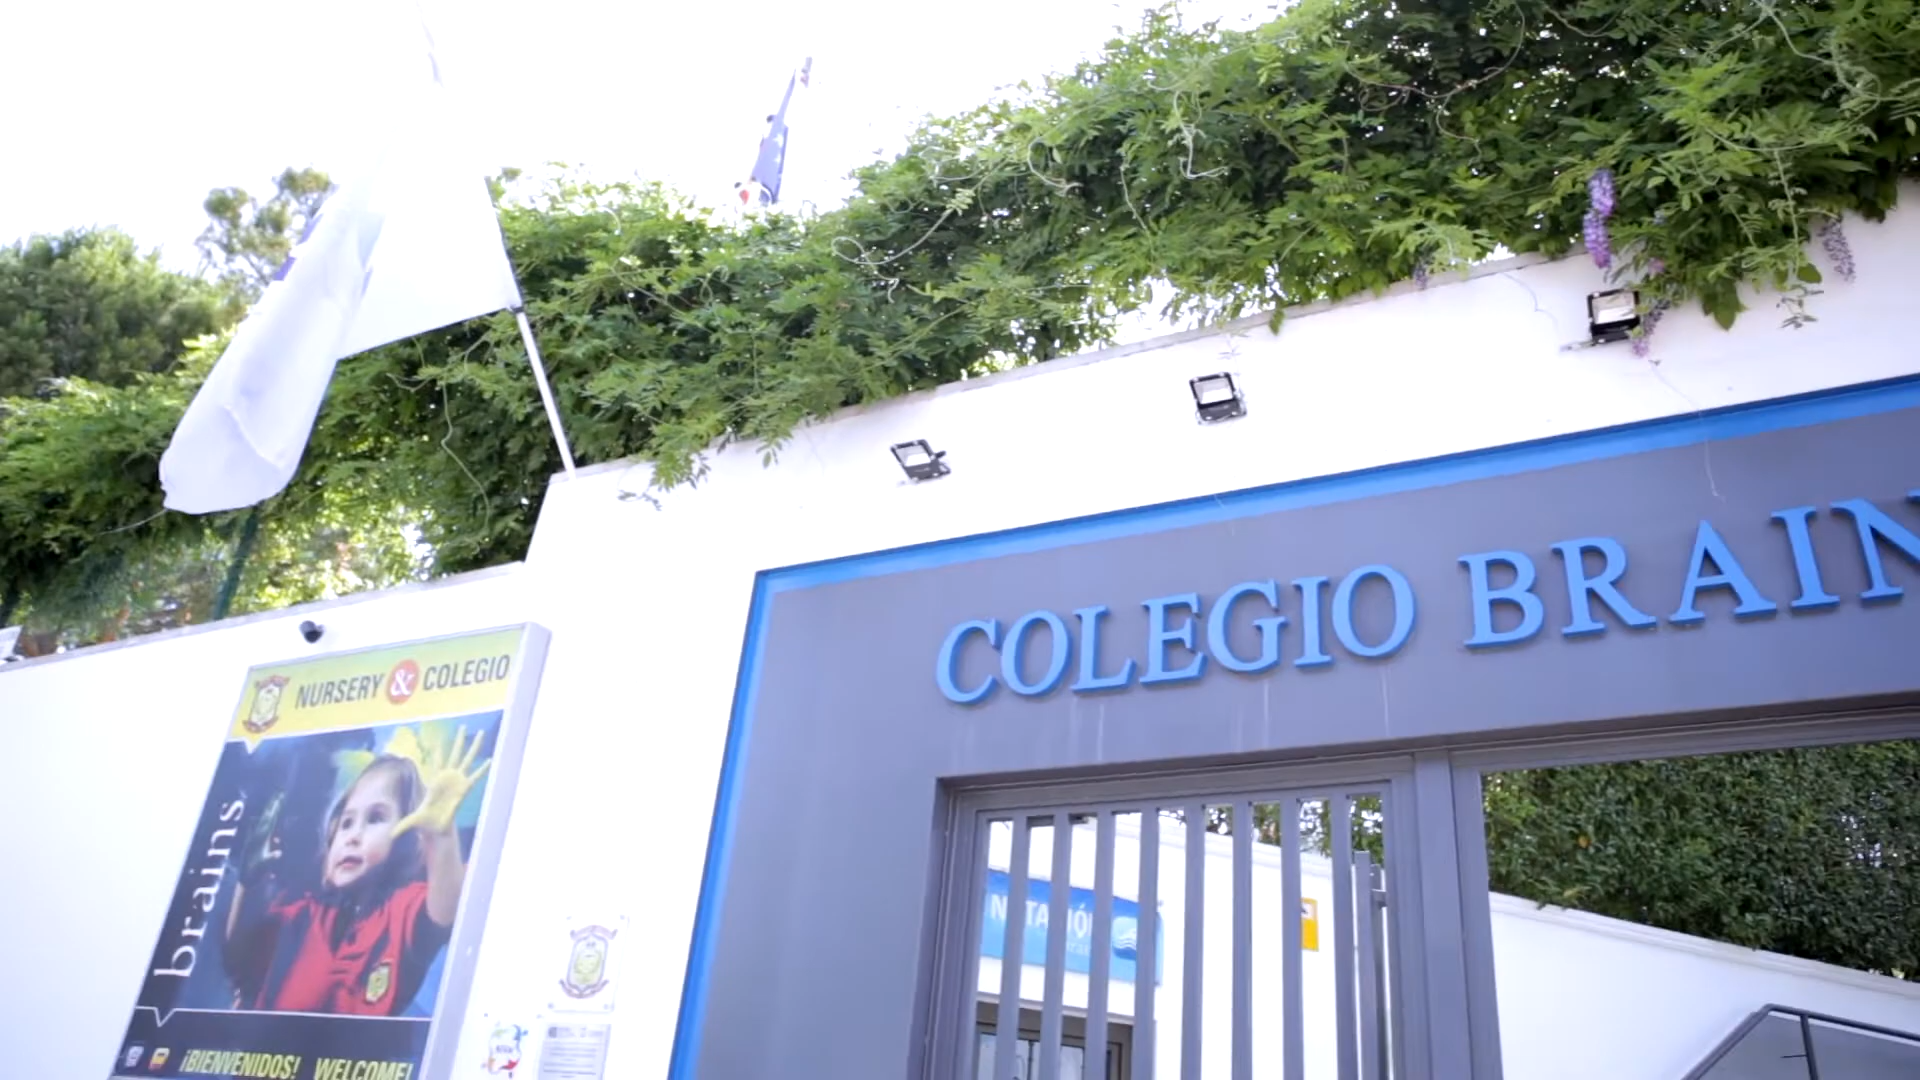 COLEGIO BRAIN
NURSERY & COLEGIO
brains
¡BIENVENIDOS! WELCOME!